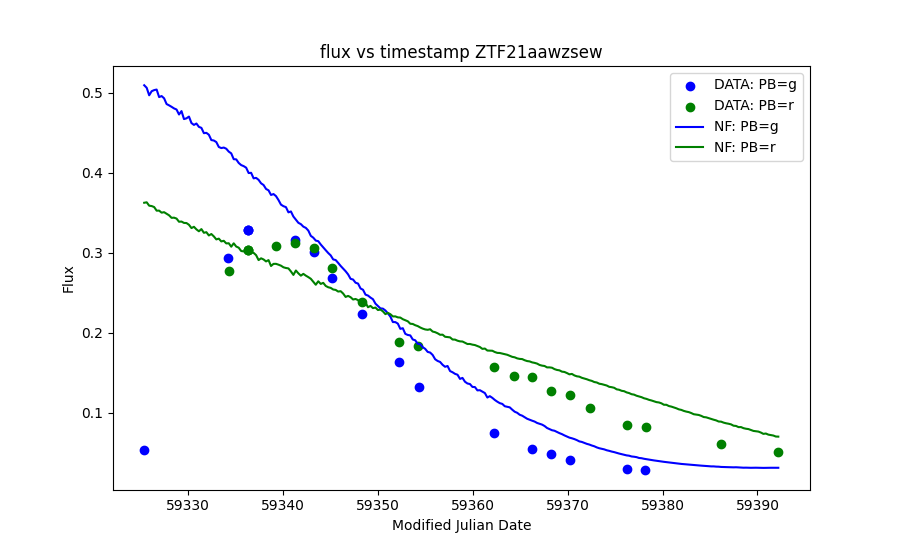 flux vs timestamp ZTF21aawzsew
DATA: PB=g
DATA: PB=r
NF: PB=g
NF: PB=r
Flux
0.5
0.4
0.3
0.2
0.1
59330 59340 59350 59360 59370 59380 59390
Modified Julian Date